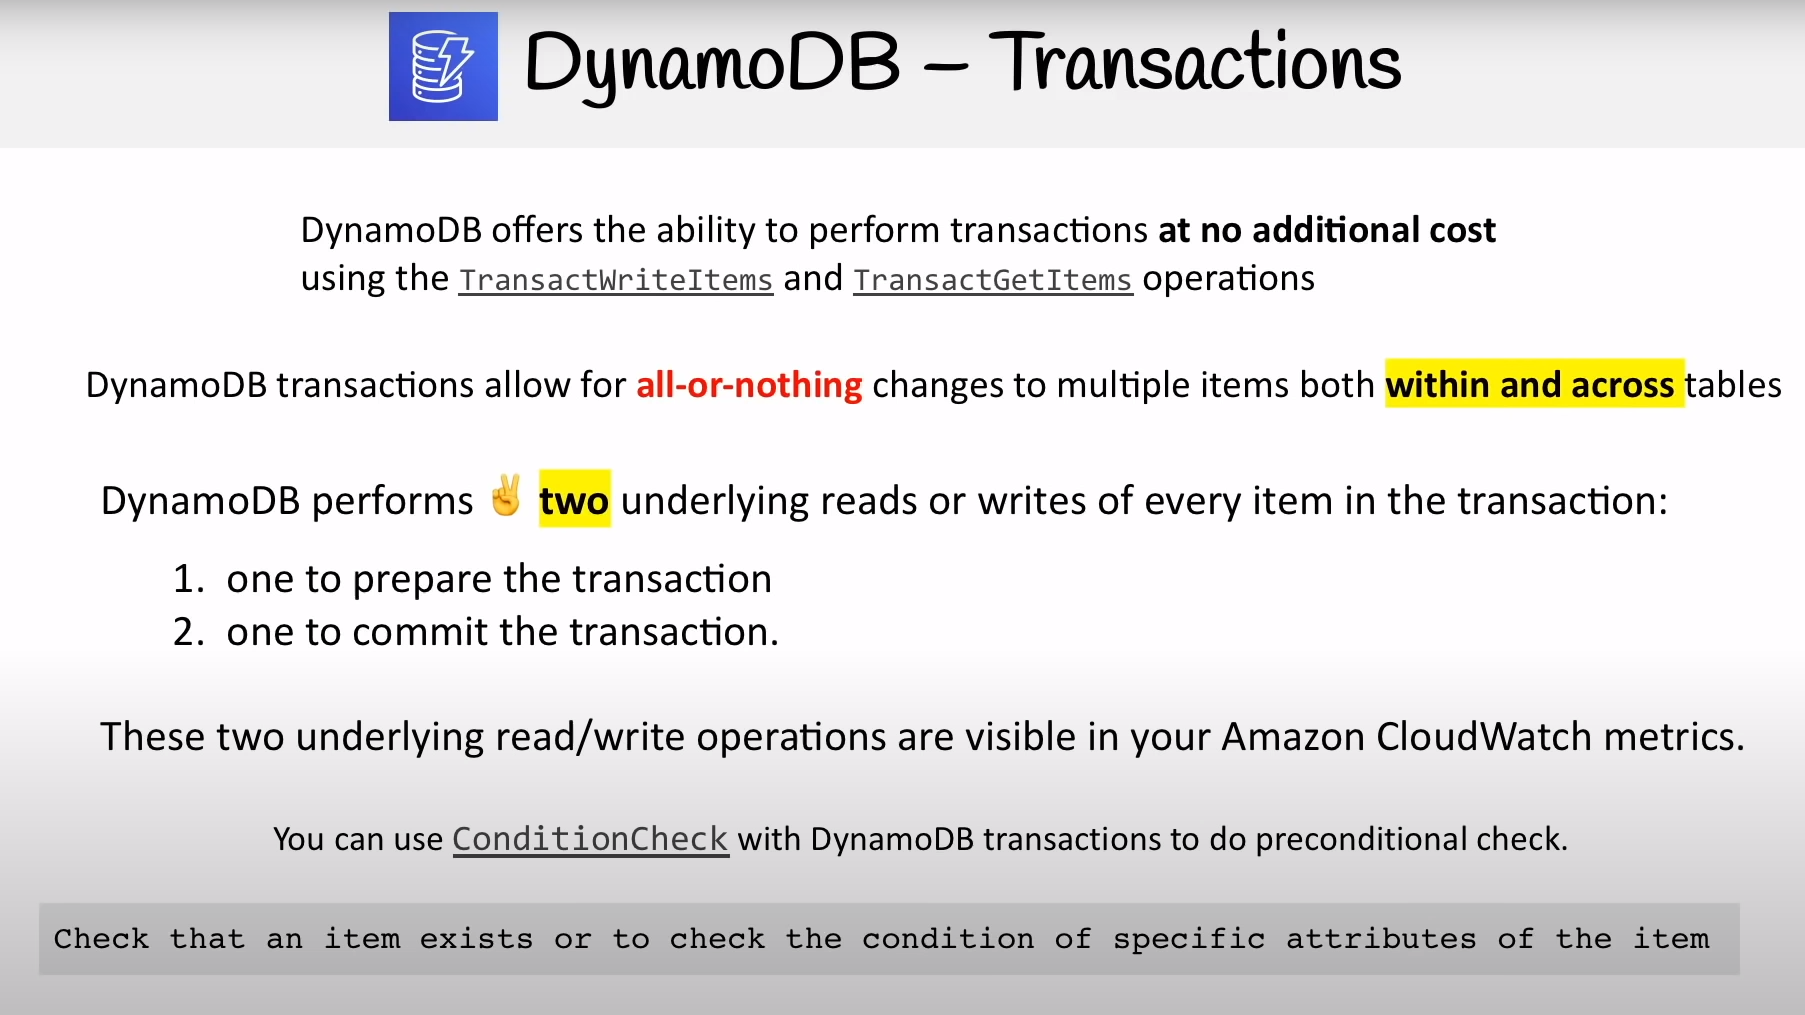 DynamoDB – Transactions
DynamoDB offers the ability to perform transactions at no additional cost
using the TransactWriteItems and TransactGetItems operations
DynamoDB transactions allow for all-or-nothing changes to multiple items both within and across tables
DynamoDB performs ✌ two underlying reads or writes of every item in the transaction:
1. one to prepare the transaction
2. one to commit the transaction.
These two underlying read/write operations are visible in your Amazon CloudWatch metrics.
You can use ConditionCheck with DynamoDB transactions to do preconditional check.
Check that an item exists or to check the condition of specific attributes of the item